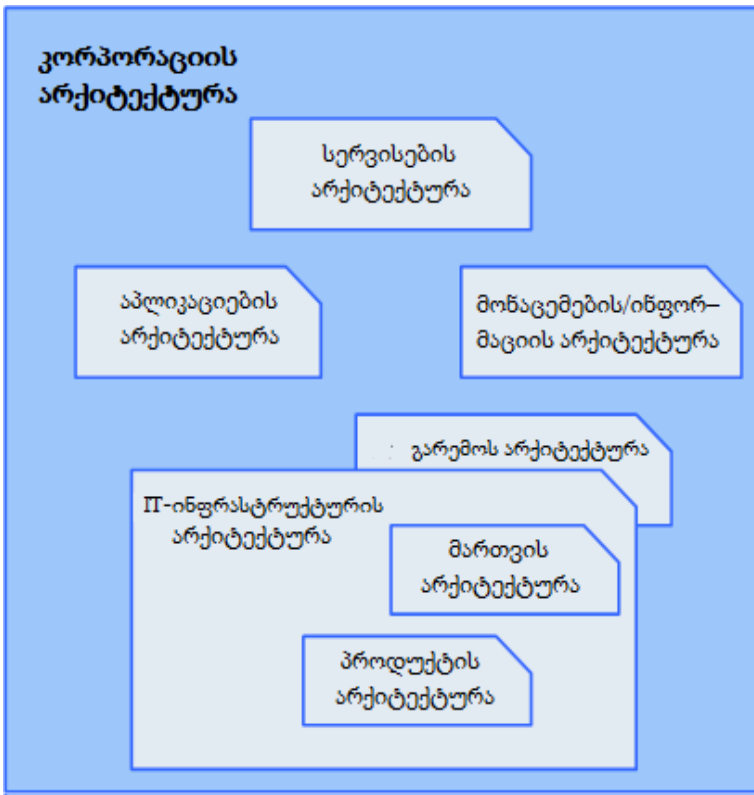 კორპორაციის
არქიტექტურა
სერვისების
არქიტექტურა
აპლიკაციების
არქიტექტურა
მონაცემების/ინფორ–
მაციის არქიტექტურა
გარემოს არქიტექტურა
IT-ინფრასტრუქტურის
არქიტექტურა
მართვის
არქიტექტურა
პროდუქტის
არქიტექტურა